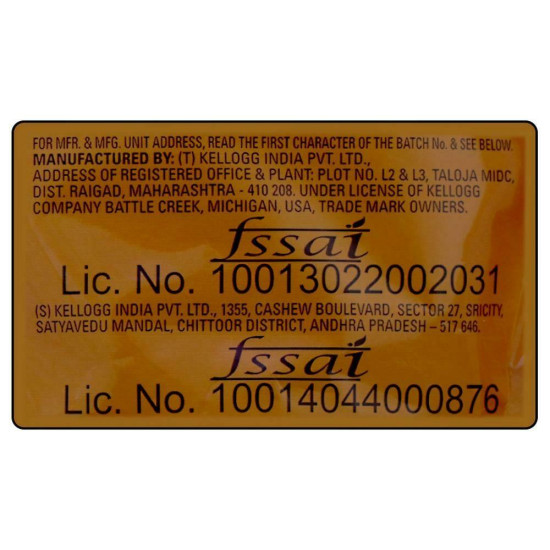 FOR MFR. & MFG. UNIT ADDRESS, READ THE FIRST CHARACTER OF THE BATCH No. & SEE BELOW.
MANUFACTURED BY: (T) KELLOGG INDIA PVT. LTD.,
ADDRESS OF REGISTERED OFFICE & PLANT: PLOT NO. L2 & L3, TALOJA MIDC,
DIST. RAIGAD, MAHARASHTRA - 410 208. UNDER LICENSE OF KELLOGG
COMPANY BATTLE CREEK, MICHIGAN, USA, TRADE MARK OWNERS.
fssai
Lic. No. 10013022002031
(S) KELLOGG INDIA PVT. LTD., 1355, CASHEW BOULEVARD, SECTOR 27, SRICITY,
SATYAVEDU MANDAL, CHITTOOR DISTRICT, ANDHRA PRADESH – 517 646.
fssai
Lic. No. 10014044000876